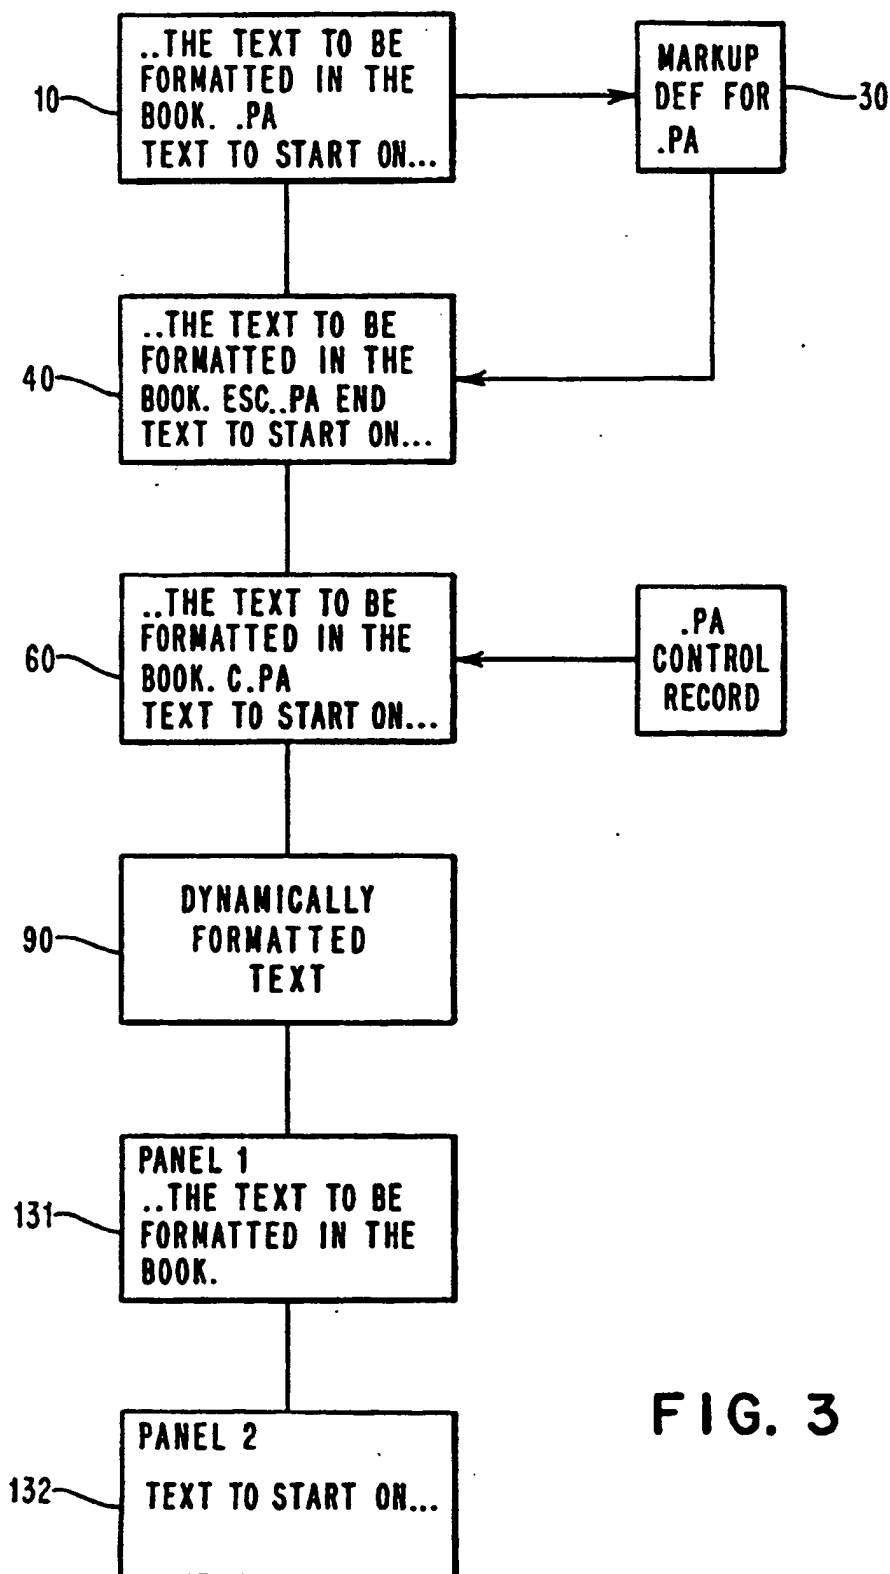 ..THE TEXT TO BE
FORMATTED IN THE
BOOK. .PA
TEXT TO START ON...
10
MARKUP
DEF FOR
.PA
30
..THE TEXT TO BE
FORMATTED IN THE
BOOK. ESC..PA END
TEXT TO START ON...
40
..THE TEXT TO BE
FORMATTED IN THE
BOOK. C.PA
TEXT TO START ON...
60
.PA
CONTROL
RECORD
DYNAMICALLY
FORMATTED
TEXT
90
PANEL 1
..THE TEXT TO BE
FORMATTED IN THE
BOOK.
131
PANEL 2
TEXT TO START ON...
132
FIG. 3